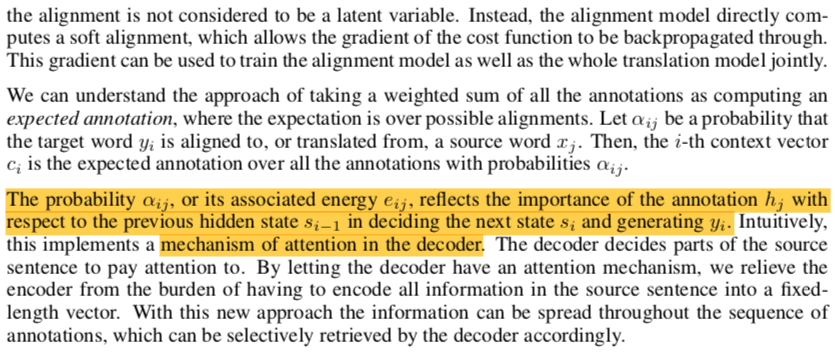 the alignment is not considered to be a latent variable. Instead, the alignment model directly com-
putes a soft alignment, which allows the gradient of the cost function to be backpropagated through.
This gradient can be used to train the alignment model as well as the whole translation model jointly.
We can understand the approach of taking a weighted sum of all the annotations as computing an
expected annotation, where the expectation is over possible alignments. Let αᵢⱼ be a probability that
the target word yᵢ is aligned to, or translated from, a source word xⱼ. Then, the i-th context vector
cᵢ is the expected annotation over all the annotations with probabilities αᵢⱼ.
The probability αᵢⱼ, or its associated energy eᵢⱼ, reflects the importance of the annotation hⱼ with
respect to the previous hidden state sᵢ₋₁ in deciding the next state sᵢ and generating yᵢ. Intuitively,
this implements a mechanism of attention in the decoder. The decoder decides parts of the source
sentence to pay attention to. By letting the decoder have an attention mechanism, we relieve the
encoder from the burden of having to encode all information in the source sentence into a fixed-
length vector. With this new approach the information can be spread throughout the sequence of
annotations, which can be selectively retrieved by the decoder accordingly.